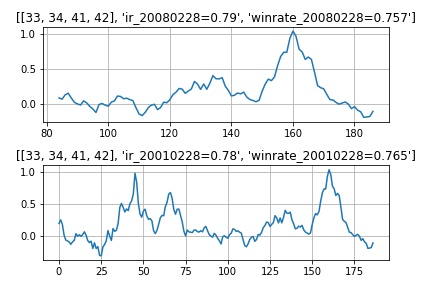 [[33, 34, 41, 42], 'ir_20080228=0.79', 'winrate_20080228=0.757']
1.0
0.5
0.0
80 100 120 140 160 180
[[33, 34, 41, 42], 'ir_20010228=0.78', 'winrate_20010228=0.765']
1.0
0.5
0.0
0 25 50 75 100 125 150 175